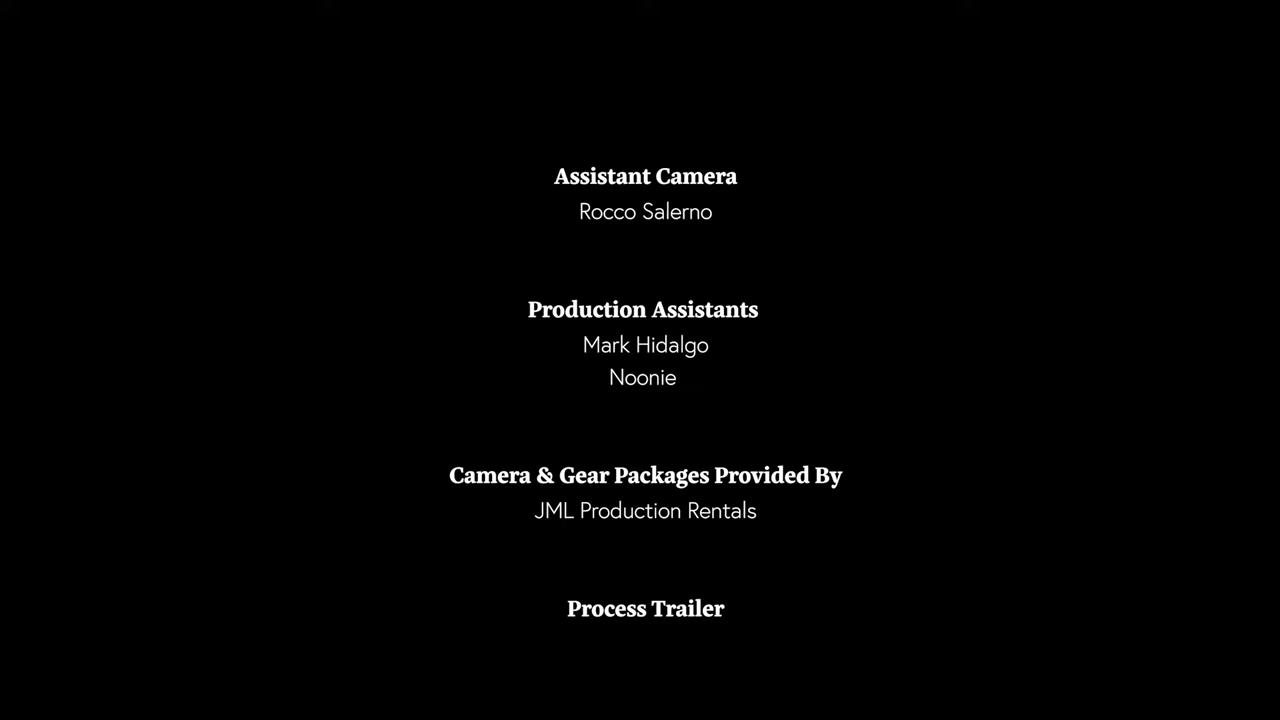 Assistant Camera
Rocco Salerno
Production Assistants
Mark Hidalgo
Noonie
Camera & Gear Packages Provided By
JML Production Rentals
Process Trailer